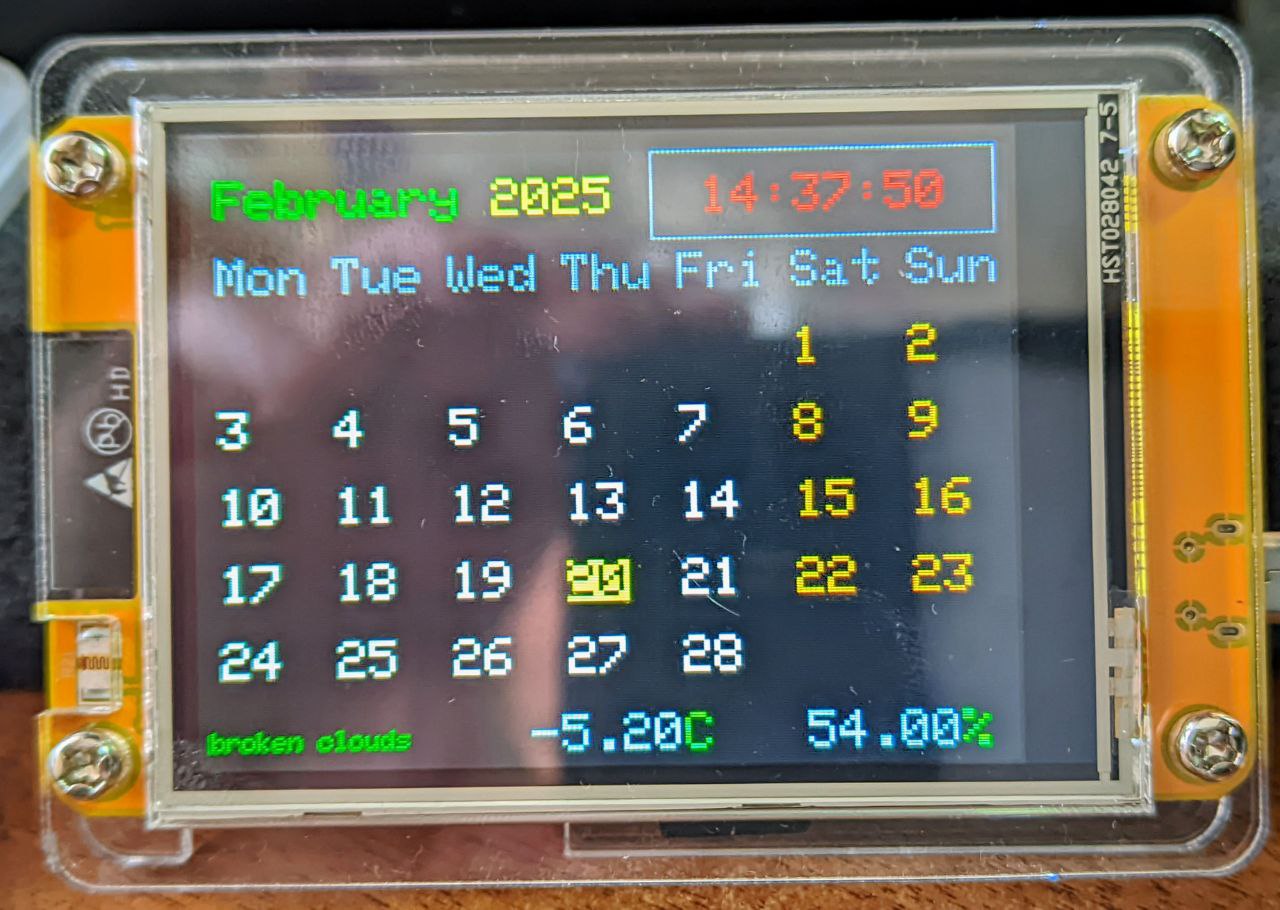 February 2025 14:37:50
Mon Tue Wed Thu Fri Sat Sun
1 2
3 4 5 6 7 8 9
10 11 12 13 14 15 16
17 18 19 20 21 22 23
24 25 26 27 28
broken clouds -5.20C 54.00%
HST028042 7-5
Pb HD